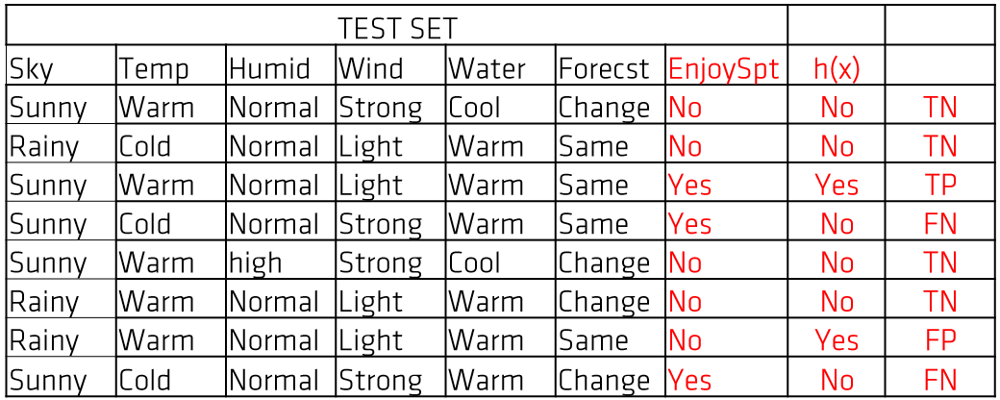 TEST SET
Sky Temp Humid Wind Water Forecst EnjoySpt h(x)
Sunny Warm Normal Strong Cool Change No No TN
Rainy Cold Normal Light Warm Same No No TN
Sunny Warm Normal Light Warm Same Yes Yes TP
Sunny Cold Normal Strong Warm Same Yes No FN
Sunny Warm high Strong Cool Change No No TN
Rainy Warm Normal Light Warm Change No No TN
Rainy Warm Normal Light Warm Same No Yes FP
Sunny Cold Normal Strong Warm Change Yes No FN